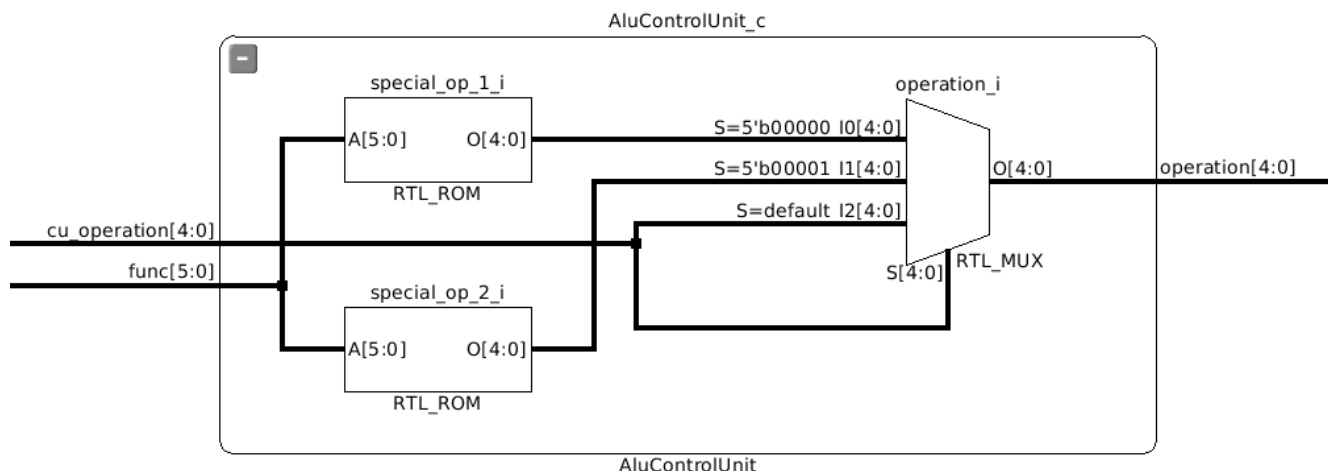 AluControlUnit_c
special_op_1_i
operation_i
A[5:0] O[4:0]
S=5'b00000 I0[4:0]
RTL_ROM
S=5'b00001 I1[4:0]
O[4:0]
operation[4:0]
S=default I2[4:0]
cu_operation[4:0]
S[4:0]
RTL_MUX
func[5:0]
special_op_2_i
A[5:0] O[4:0]
RTL_ROM
AluControlUnit